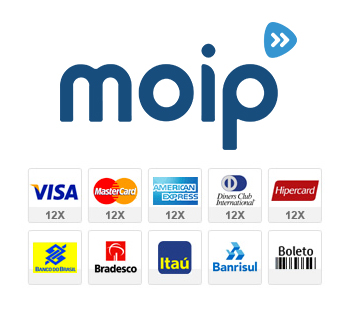 moip
VISA
MasterCard
AMERICAN EXPRESS
Diners Club International
Hipercard
12X
12X
12X
12X
12X
BANCO DO BRASIL
Bradesco
Itaú
Banrisul
Boleto